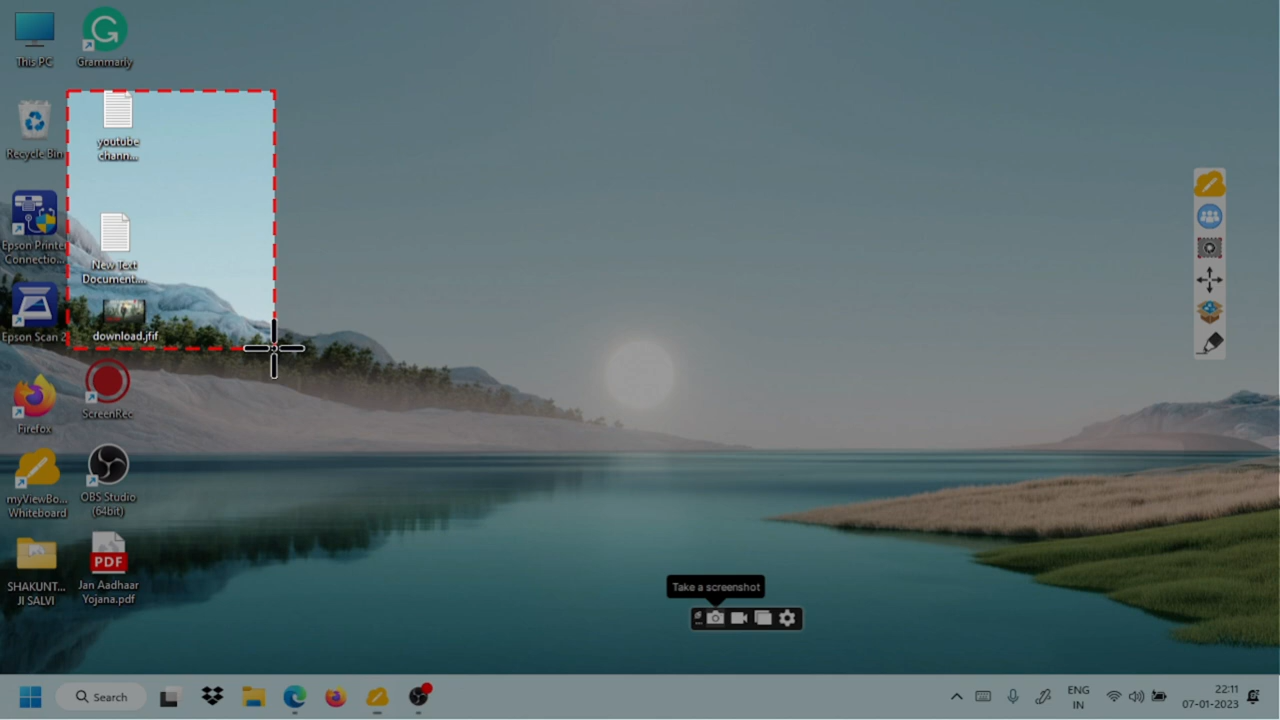 This PC
Grammarly
youtube
chann...
Recycle Bin
New Text
Document....
Epson Printer
Connectio...
download.jfif
Epson Scan 2
ScreenRec
Firefox
OBS Studio
(64bit)
myViewBo...
Whiteboard
PDF
Jan Aadhaar
Yojana.pdf
SHAKUNT...
JI SALVI
Take a screenshot
Search
ENG
IN
22:11
07-01-2023